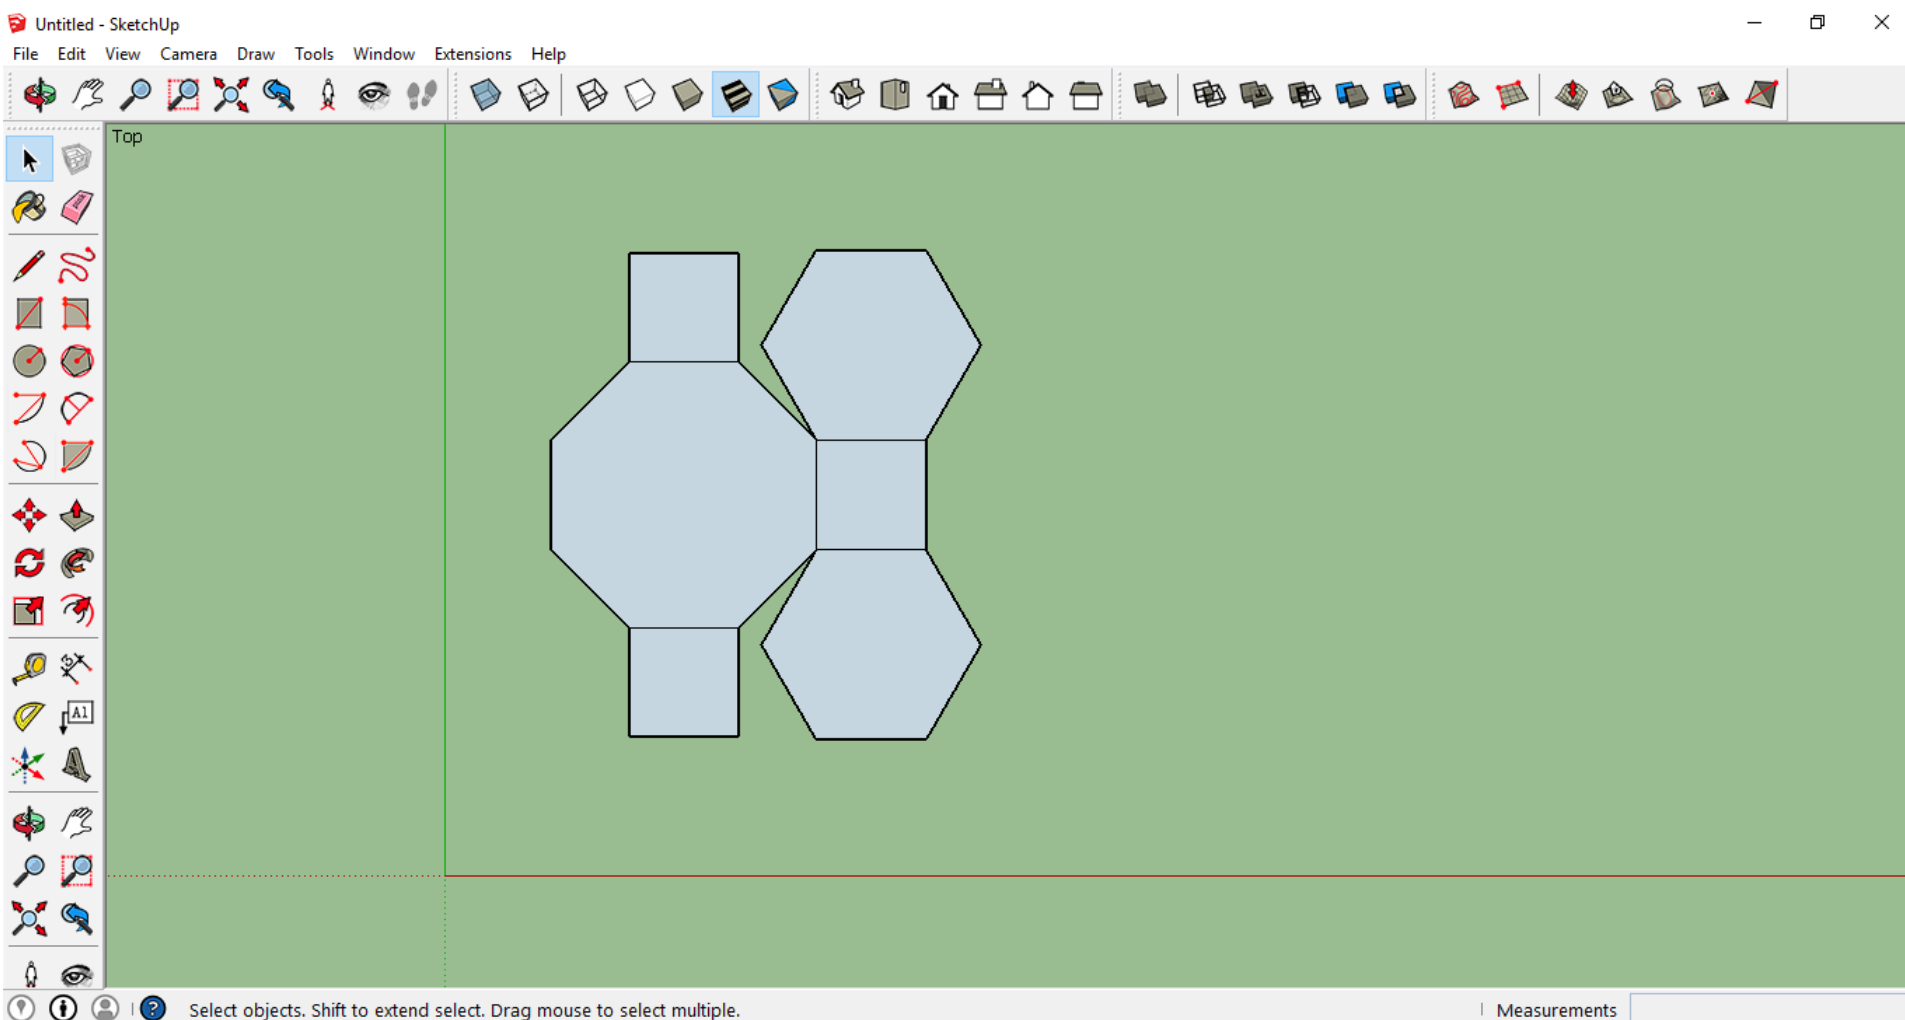 Untitled - SketchUp
File Edit View Camera Draw Tools Window Extensions Help
Top
A1
Select objects. Shift to extend select. Drag mouse to select multiple.
Measurements